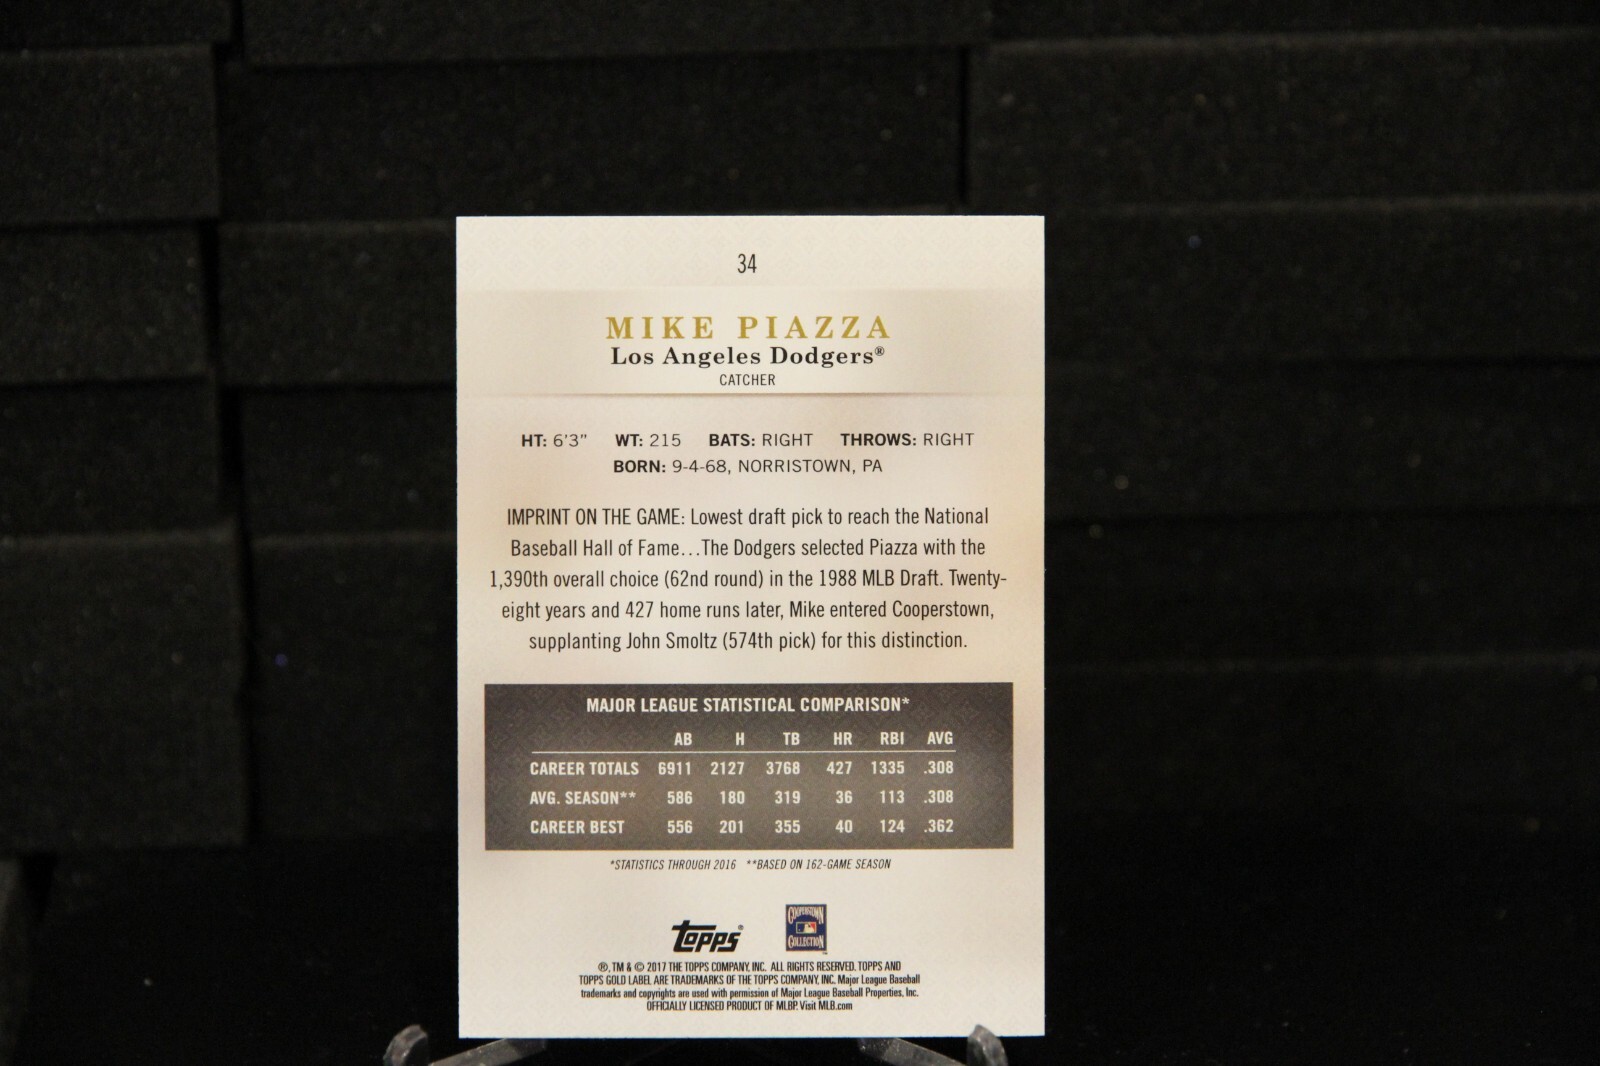 34
MIKE PIAZZA
Los Angeles Dodgers®
CATCHER
HT: 6'3" WT: 215 BATS: RIGHT THROWS: RIGHT
BORN: 9-4-68, NORRISTOWN, PA
IMPRINT ON THE GAME: Lowest draft pick to reach the National
Baseball Hall of Fame...The Dodgers selected Piazza with the
1,390th overall choice (62nd round) in the 1988 MLB Draft. Twenty-
eight years and 427 home runs later, Mike entered Cooperstown,
supplanting John Smoltz (574th pick) for this distinction.
MAJOR LEAGUE STATISTICAL COMPARISON*
AB H TB HR RBI AVG
CAREER TOTALS 6911 2127 3768 427 1335 .308
AVG. SEASON** 586 180 319 36 113 .308
CAREER BEST 556 201 355 40 124 .362
*STATISTICS THROUGH 2016 **BASED ON 162-GAME SEASON
topps®
COOPERSTOWN
COLLECTION™
®, TM & © 2017 THE TOPPS COMPANY, INC. ALL RIGHTS RESERVED. TOPPS AND
TOPPS GOLD LABEL ARE TRADEMARKS OF THE TOPPS COMPANY, INC. Major League Baseball
trademarks and copyrights are used with permission of Major League Baseball Properties, Inc.
OFFICIALLY LICENSED PRODUCT OF MLBP. Visit MLB.com